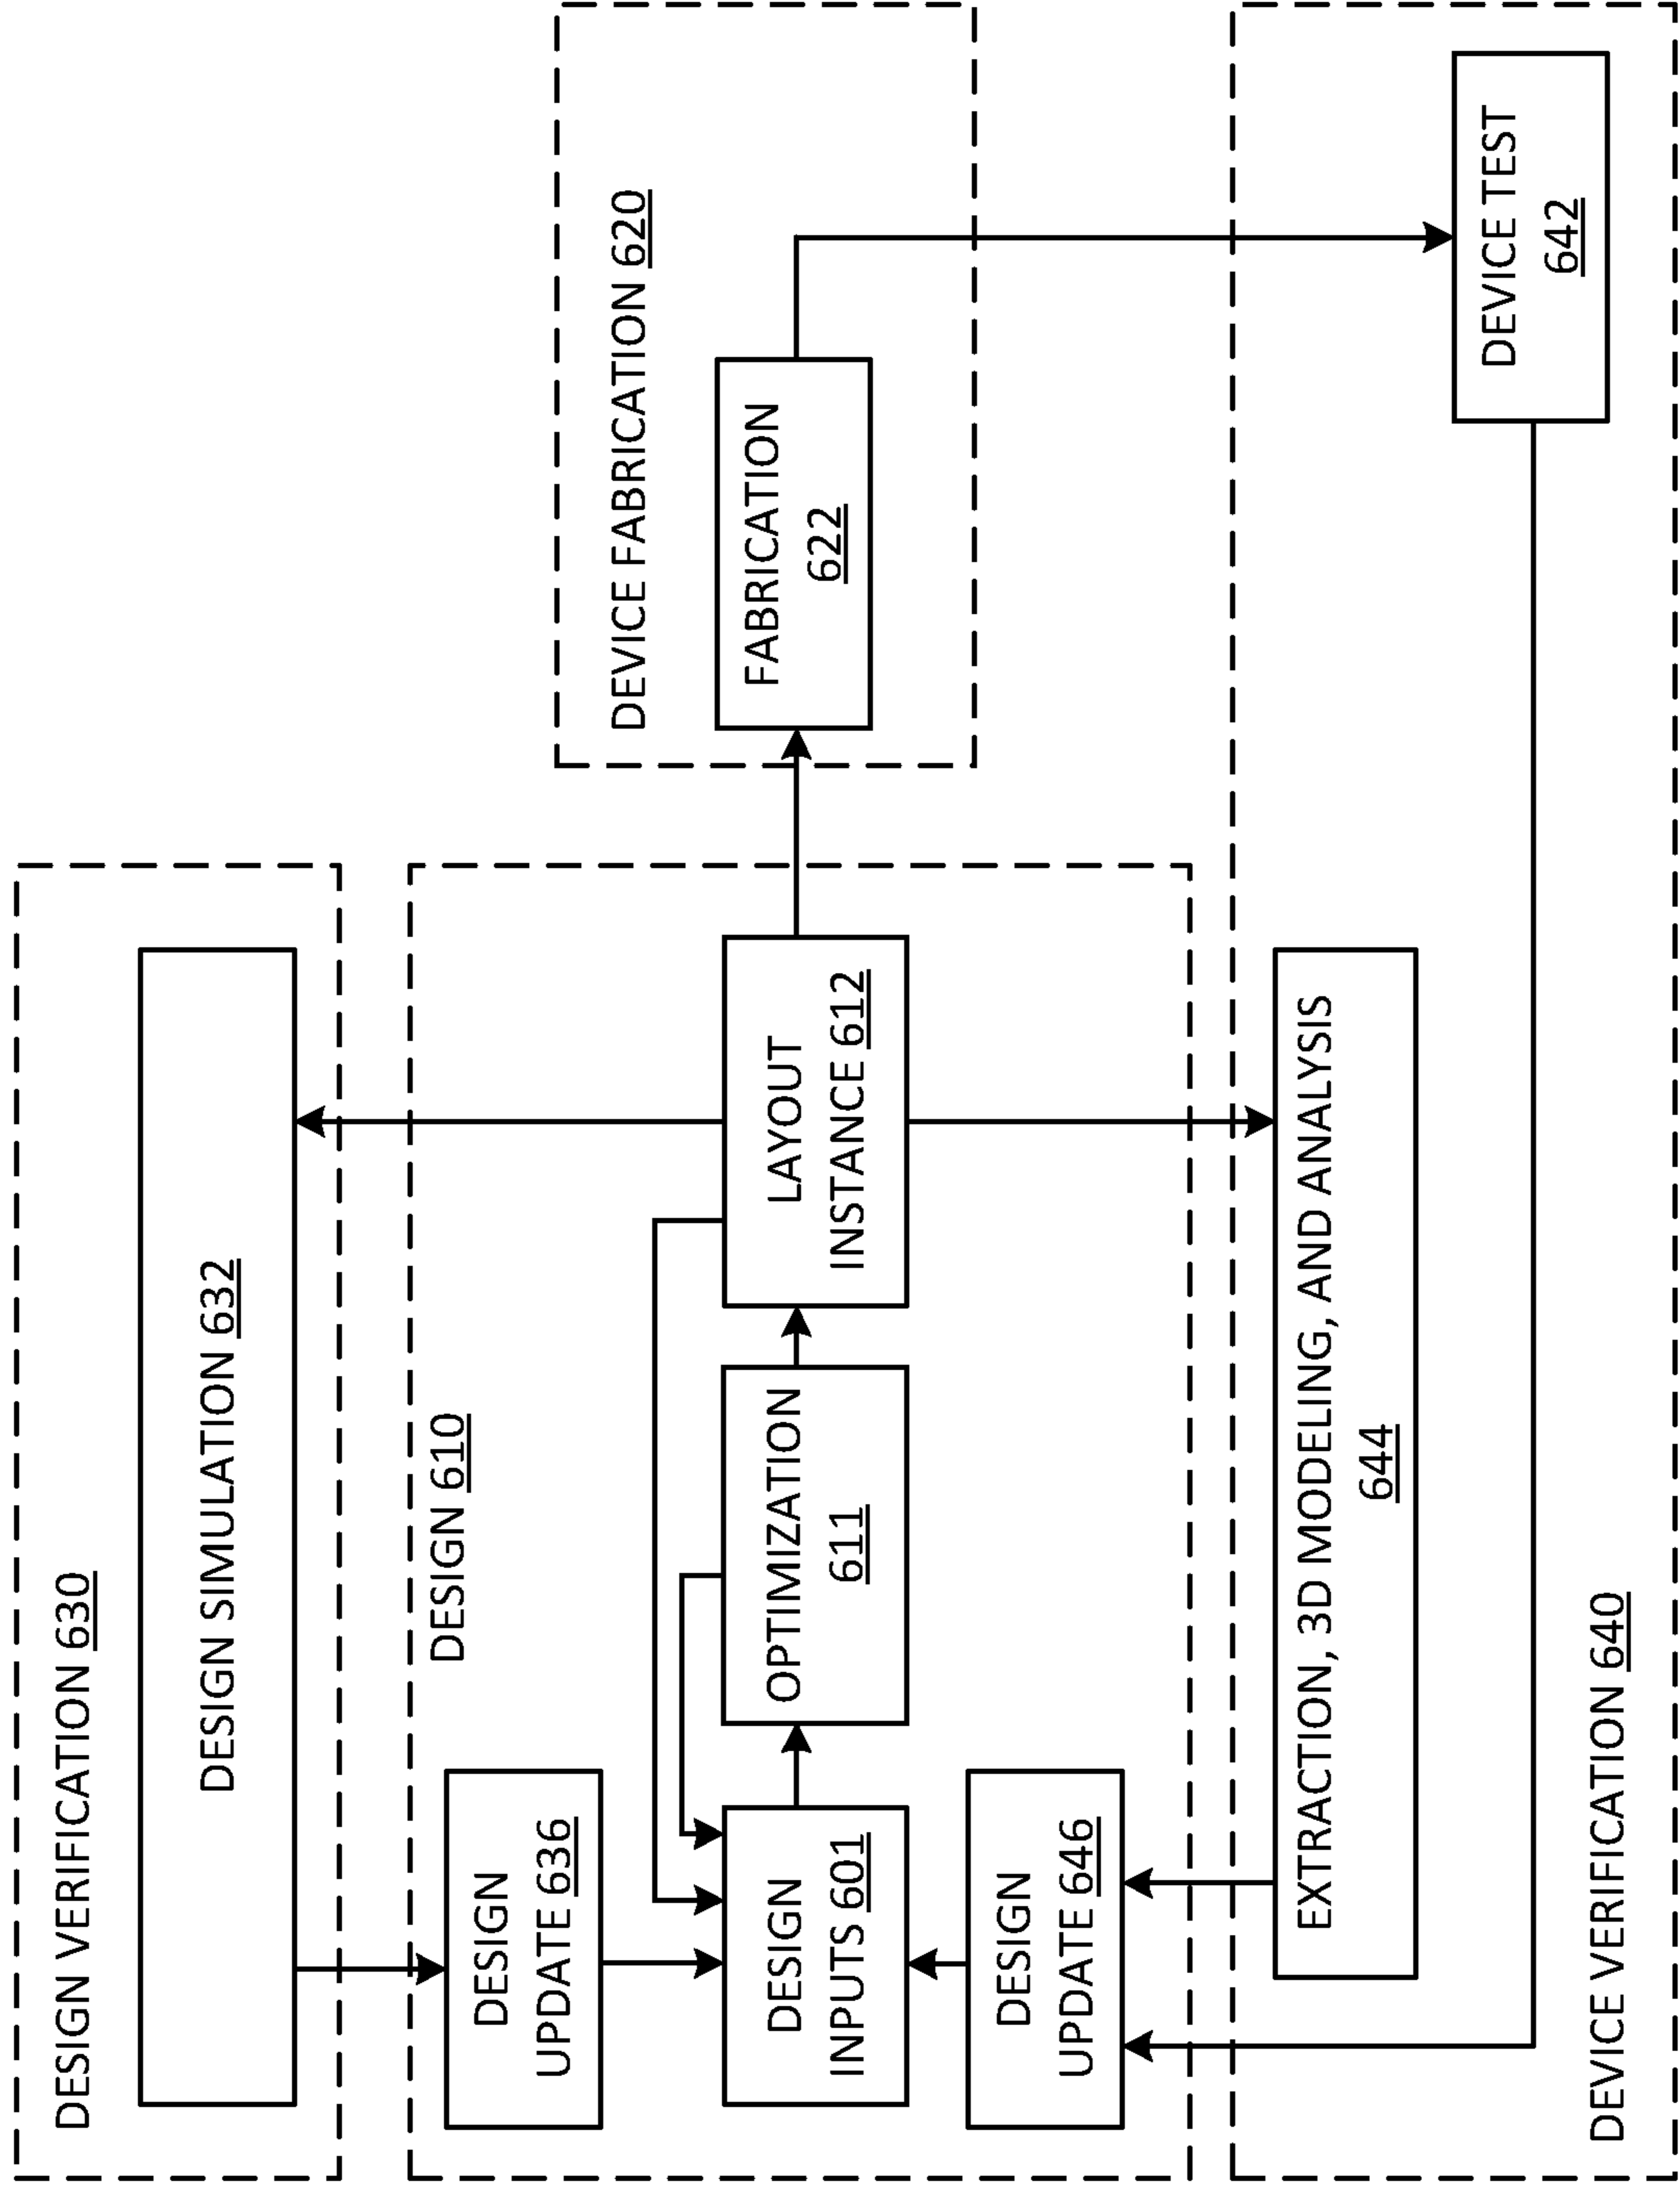 DESIGN VERIFICATION 630
DESIGN SIMULATION 632
DESIGN 610
DESIGN
UPDATE 636
DESIGN
INPUTS 601
OPTIMIZATION
611
LAYOUT
INSTANCE 612
DESIGN
UPDATE 646
DEVICE FABRICATION 620
FABRICATION
622
EXTRACTION, 3D MODELING, AND ANALYSIS
644
DEVICE TEST
642
DEVICE VERIFICATION 640